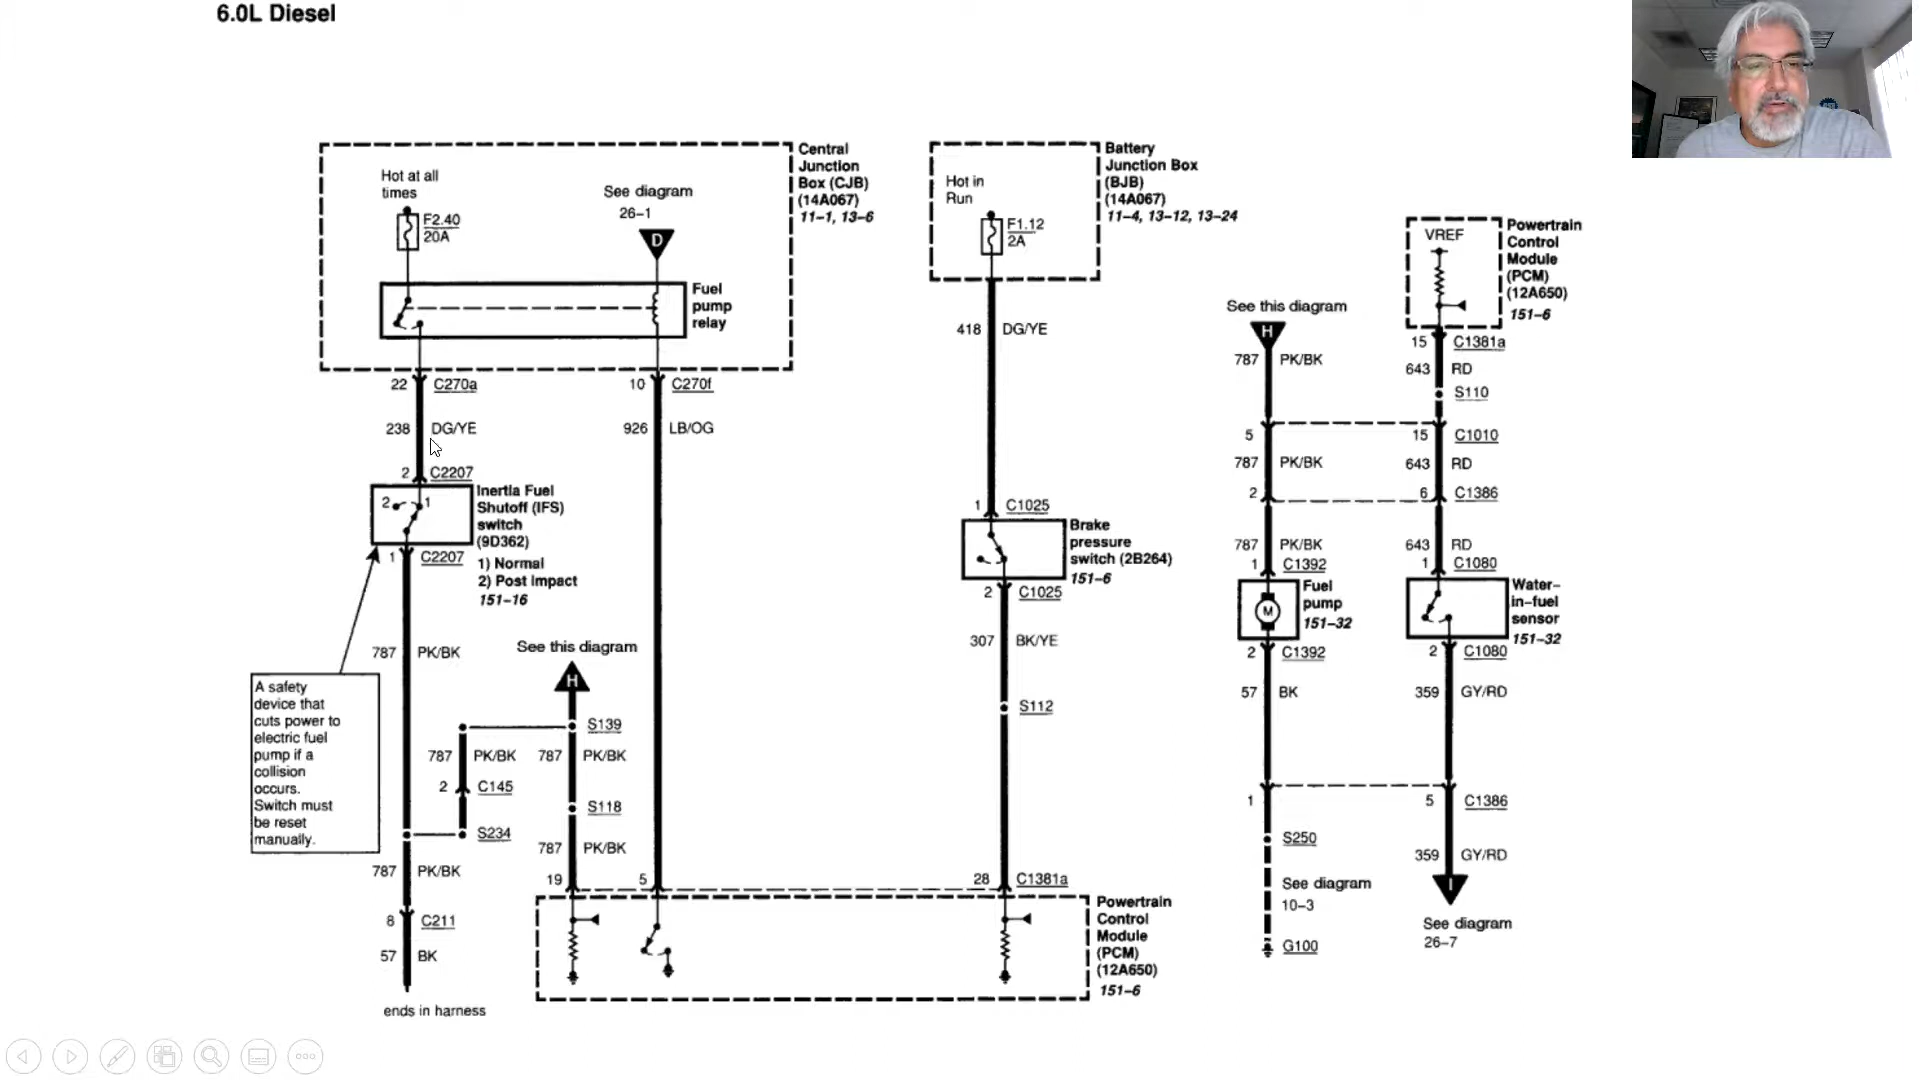 6.0L Diesel
Hot at all
times
F2.40
20A
See diagram
26–1
D
Fuel
pump
relay
Central
Junction
Box (CJB)
(14A067)
11–1, 13–6
22 C270a
10 C270f
238 DG/YE
926 LB/OG
2 C2207
2 1
Inertia Fuel
Shutoff (IFS)
switch
(9D362)
1) Normal
2) Post Impact
151–16
1 C2207
787 PK/BK
A safety
device that
cuts power to
electric fuel
pump if a
collision
occurs.
Switch must
be reset
manually.
See this diagram
H
S139
787 PK/BK
787 PK/BK
2 C145
S118
S234
787 PK/BK
787 PK/BK
8 C211
57 BK
ends in harness
19
5
28 C1381a
Powertrain
Control
Module
(PCM)
(12A650)
151–6
Hot in
Run
F1.12
2A
Battery
Junction Box
(BJB)
(14A067)
11–4, 13–12, 13–24
418 DG/YE
1 C1025
Brake
pressure
switch (2B264)
151–6
2 C1025
307 BK/YE
S112
See this diagram
H
787 PK/BK
5
787 PK/BK
2
787 PK/BK
1 C1392
M
Fuel
pump
151–32
2 C1392
57 BK
1
S250
See diagram
10–3
G100
VREF
Powertrain
Control
Module
(PCM)
(12A650)
151–6
15 C1381a
643 RD
S110
15 C1010
643 RD
6 C1386
643 RD
1 C1080
Water–
in–fuel
sensor
151–32
2 C1080
359 GY/RD
5 C1386
359 GY/RD
I
See diagram
26–7